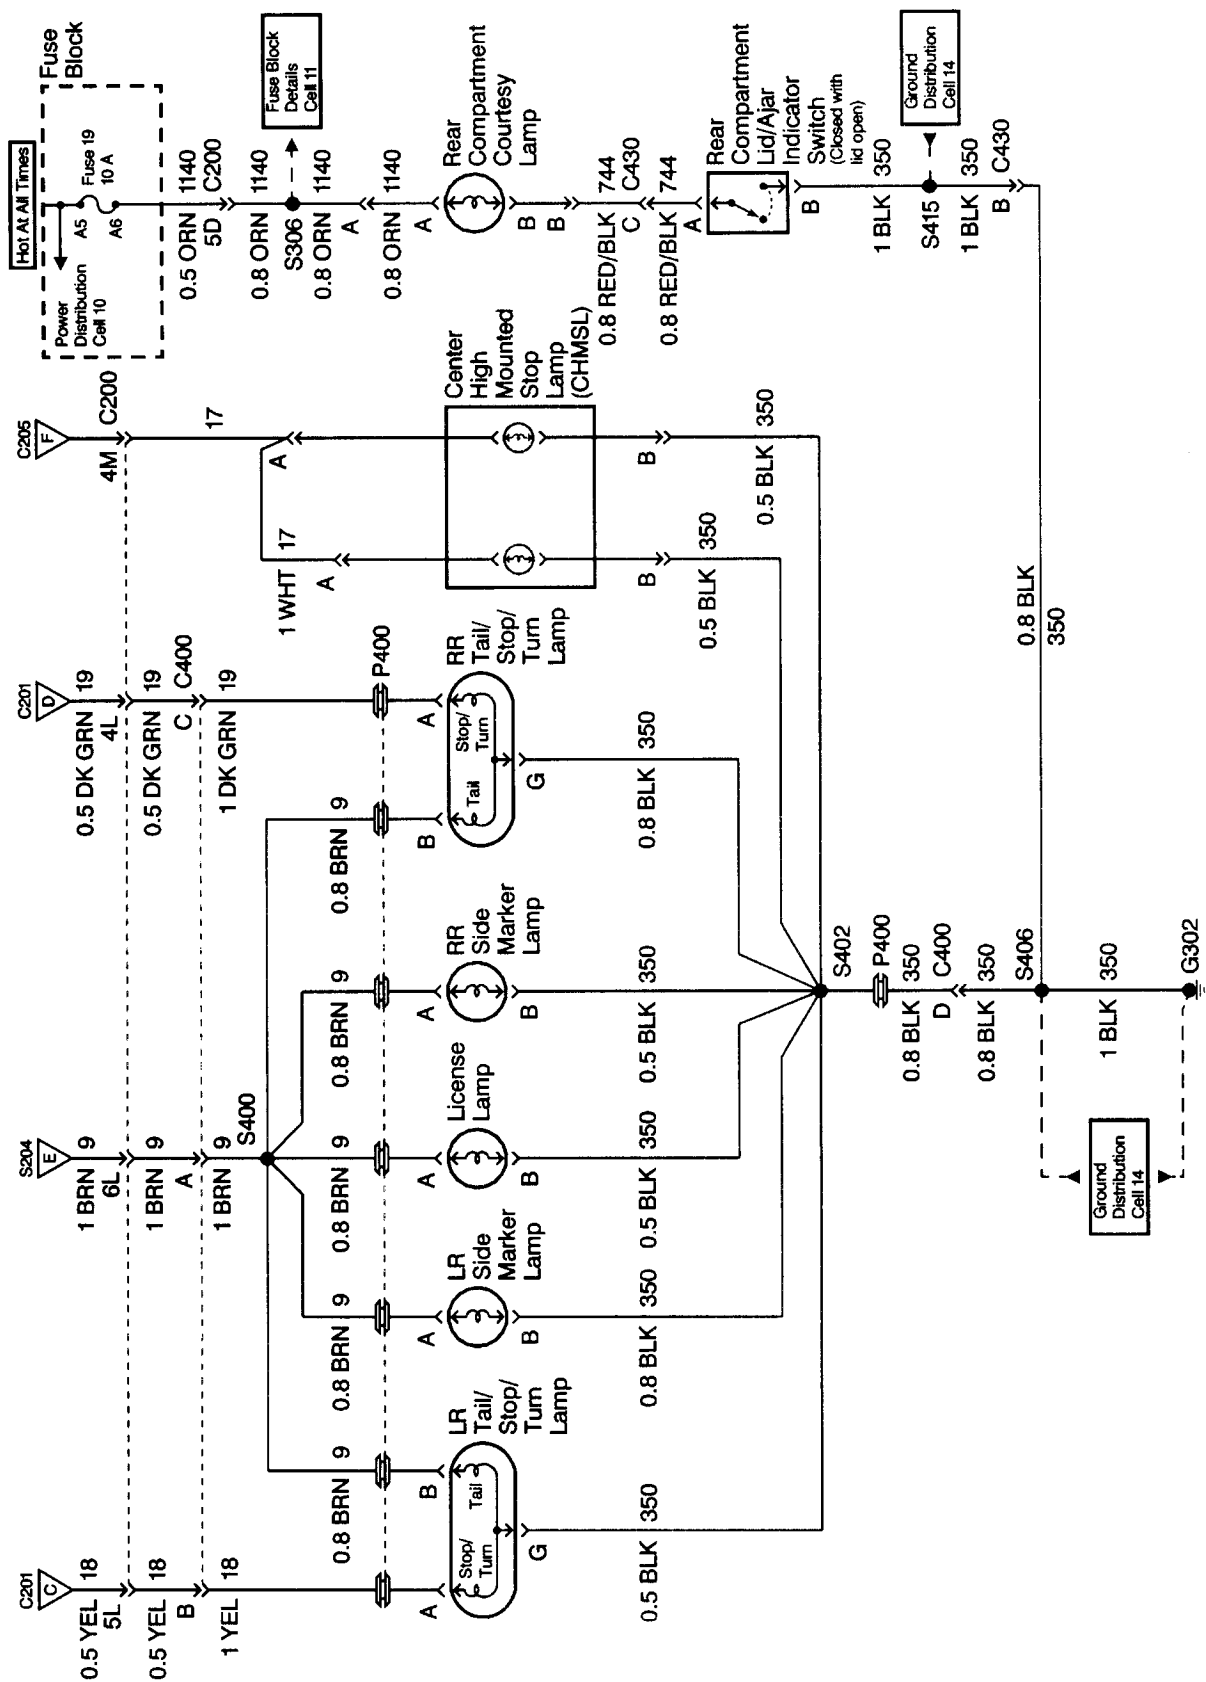 C201
C
0.5 YEL 18
5L
0.5 YEL 18
B
1 YEL 18
S204
E
1 BRN 9
6L
1 BRN 9
A
1 BRN 9
S400
C201
D
0.5 DK GRN 19
4L
0.5 DK GRN 19
C C400
1 DK GRN 19
C205
F
4M C200
17
A
1 WHT 17
A
Hot At All Times
Fuse
Block
Power
Distribution
Cell 10
A5
Fuse 19
10 A
A6
0.5 ORN 1140
5D C200
0.8 ORN 1140
S306
Fuse Block
Details
Cell 11
0.8 ORN 1140
A
0.8 ORN 1140
A
0.8 BRN 9
0.8 BRN 9
0.8 BRN 9
0.8 BRN 9
0.8 BRN 9
P400
A
B
A
A
A
B
A
Stop/
Turn
Tail
LR
Tail/
Stop/
Turn
Lamp
LR
Side
Marker
Lamp
License
Lamp
RR
Side
Marker
Lamp
Tail
Stop/
Turn
RR
Tail/
Stop/
Turn
Lamp
Center
High
Mounted
Stop
Lamp
(CHMSL)
Rear
Compartment
Courtesy
Lamp
G
B
B
B
G
B
B
B
B
0.5 BLK 350
0.8 BLK 350
0.5 BLK 350
0.5 BLK 350
0.8 BLK 350
0.5 BLK 350
0.5 BLK 350
0.8 RED/BLK 744
C C430
0.8 RED/BLK 744
A
Rear
Compartment
Lid/Ajar
Indicator
Switch
(Closed with
lid open)
B
1 BLK 350
S415
Ground
Distribution
Cell 14
1 BLK 350
B C430
S402
P400
0.8 BLK 350
D C400
0.8 BLK 350
S406
0.8 BLK
350
1 BLK 350
Ground
Distribution
Cell 14
G302